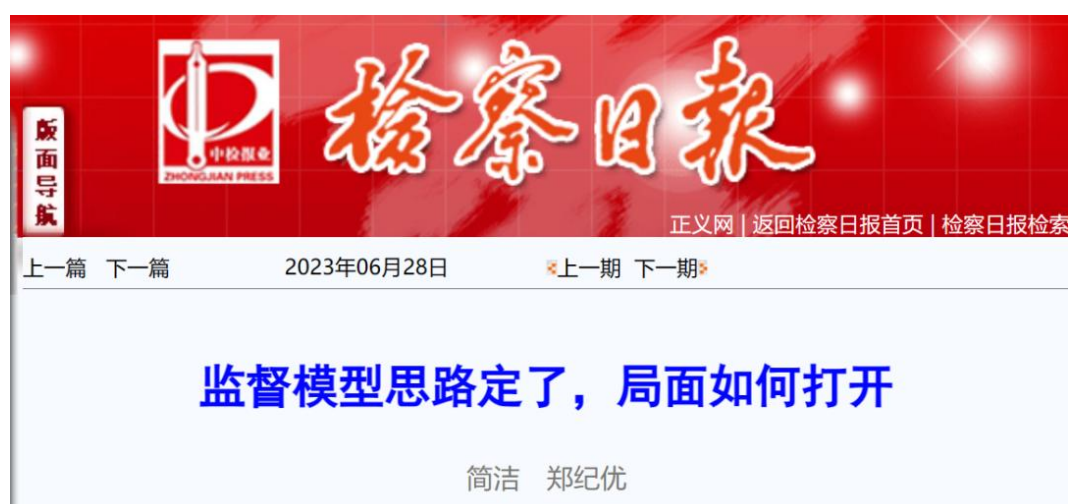 中检报业
ZHONGJIAN PRESS
检察日报
版面导航
正义网 | 返回检察日报首页 | 检察日报检索
上一篇 下一篇 2023年06月28日 上一期 下一期
监督模型思路定了，局面如何打开
简洁 郑纪优